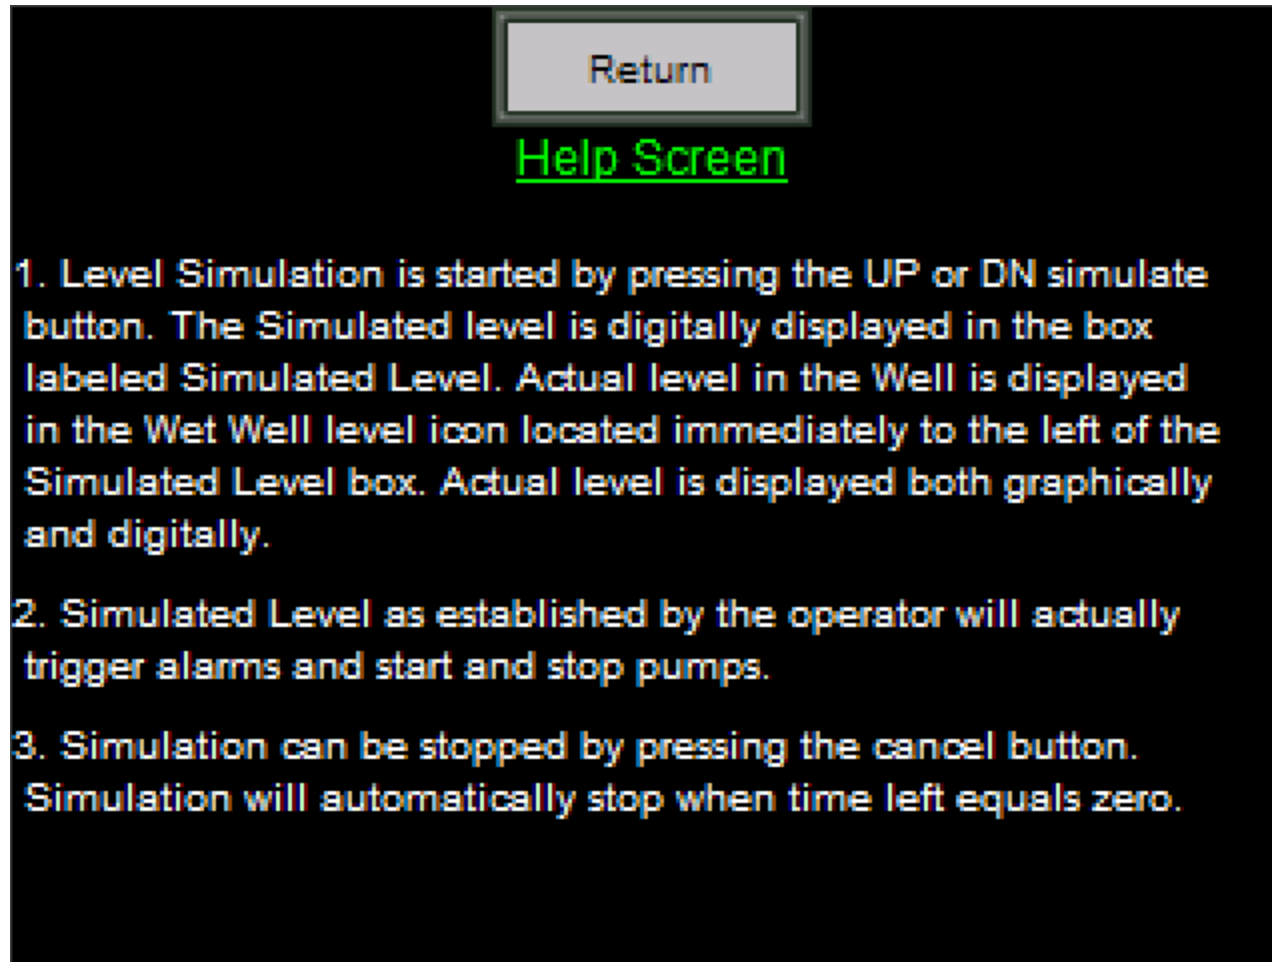 Return
Help Screen
1. Level Simulation is started by pressing the UP or DN simulate
button. The Simulated level is digitally displayed in the box
labeled Simulated Level. Actual level in the Well is displayed
in the Wet Well level icon located immediately to the left of the
Simulated Level box. Actual level is displayed both graphically
and digitally.
2. Simulated Level as established by the operator will actually
trigger alarms and start and stop pumps.
3. Simulation can be stopped by pressing the cancel button.
Simulation will automatically stop when time left equals zero.